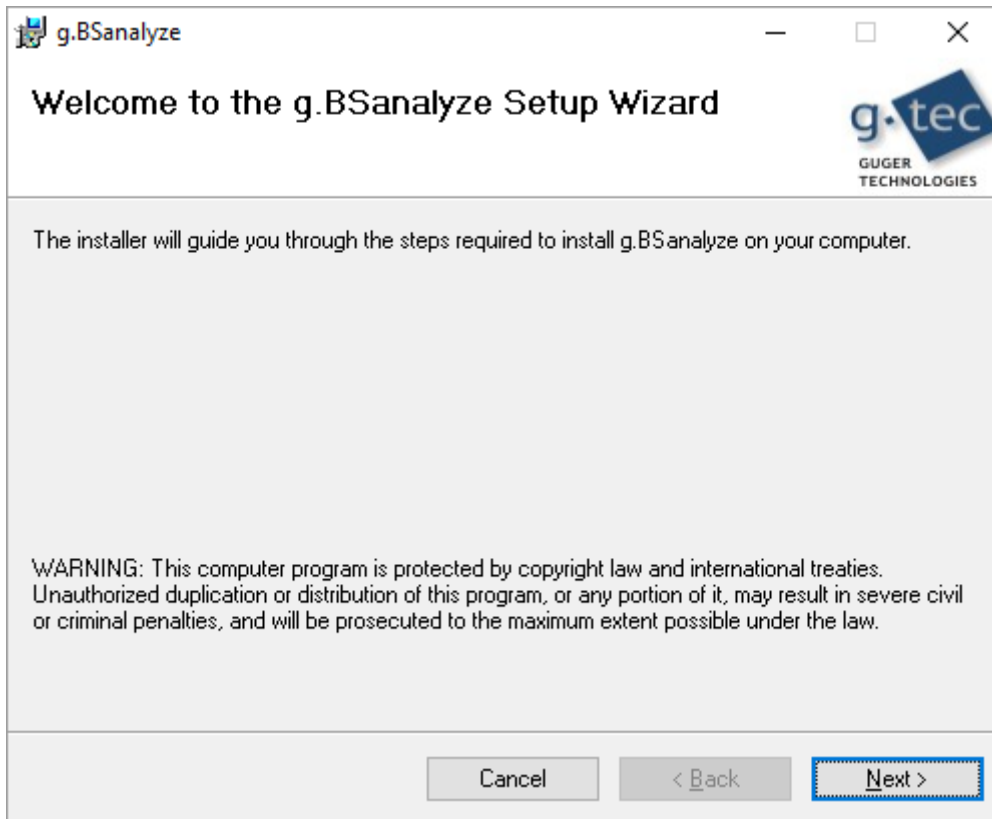 g.BSanalyze
Welcome to the g.BSanalyze Setup Wizard
g.tec
GUGER
TECHNOLOGIES
The installer will guide you through the steps required to install g.BSanalyze on your computer.
WARNING: This computer program is protected by copyright law and international treaties.
Unauthorized duplication or distribution of this program, or any portion of it, may result in severe civil
or criminal penalties, and will be prosecuted to the maximum extent possible under the law.
Cancel
< Back
Next >